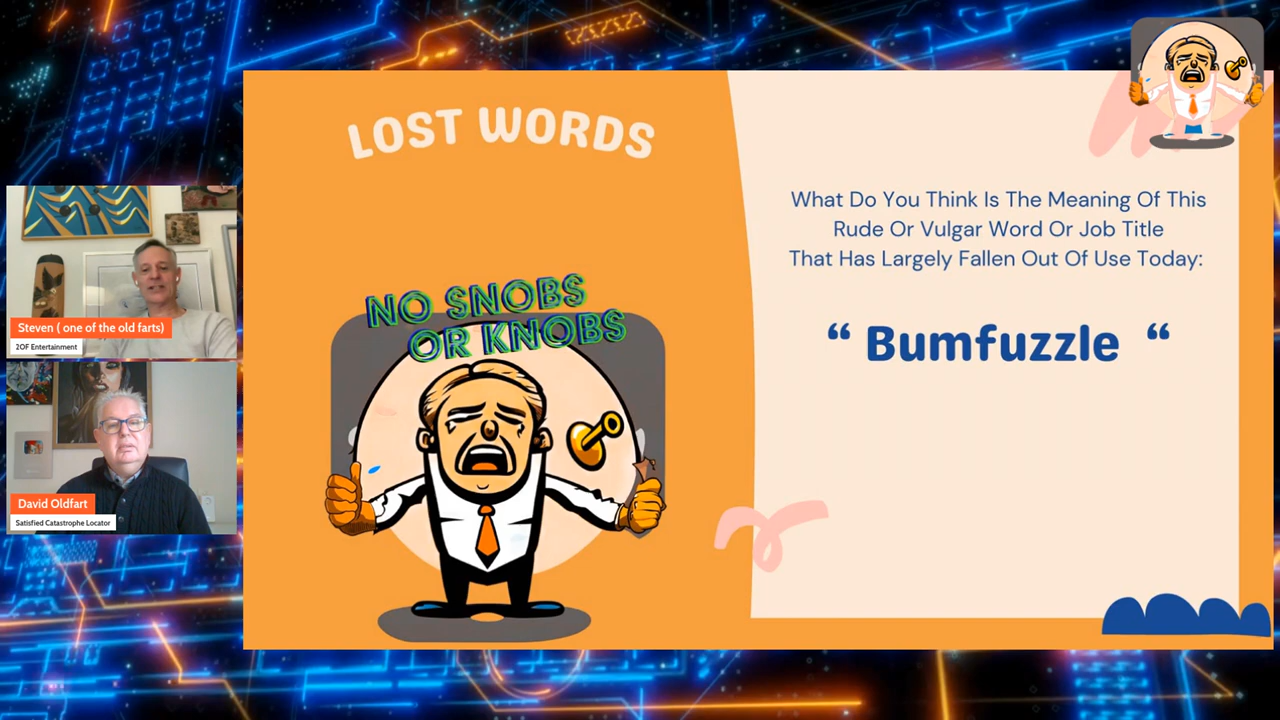 LOST WORDS
NO SNOBS
OR KNOBS
What Do You Think Is The Meaning Of This
Rude Or Vulgar Word Or Job Title
That Has Largely Fallen Out Of Use Today:
“ Bumfuzzle “
Steven ( one of the old farts)
2OF Entertainment
David Oldfart
Satisfied Catastrophe Locator